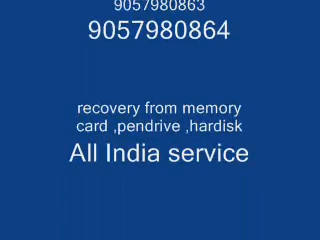 9057980863
9057980864
recovery from memory
card ,pendrive ,hardisk
All India service